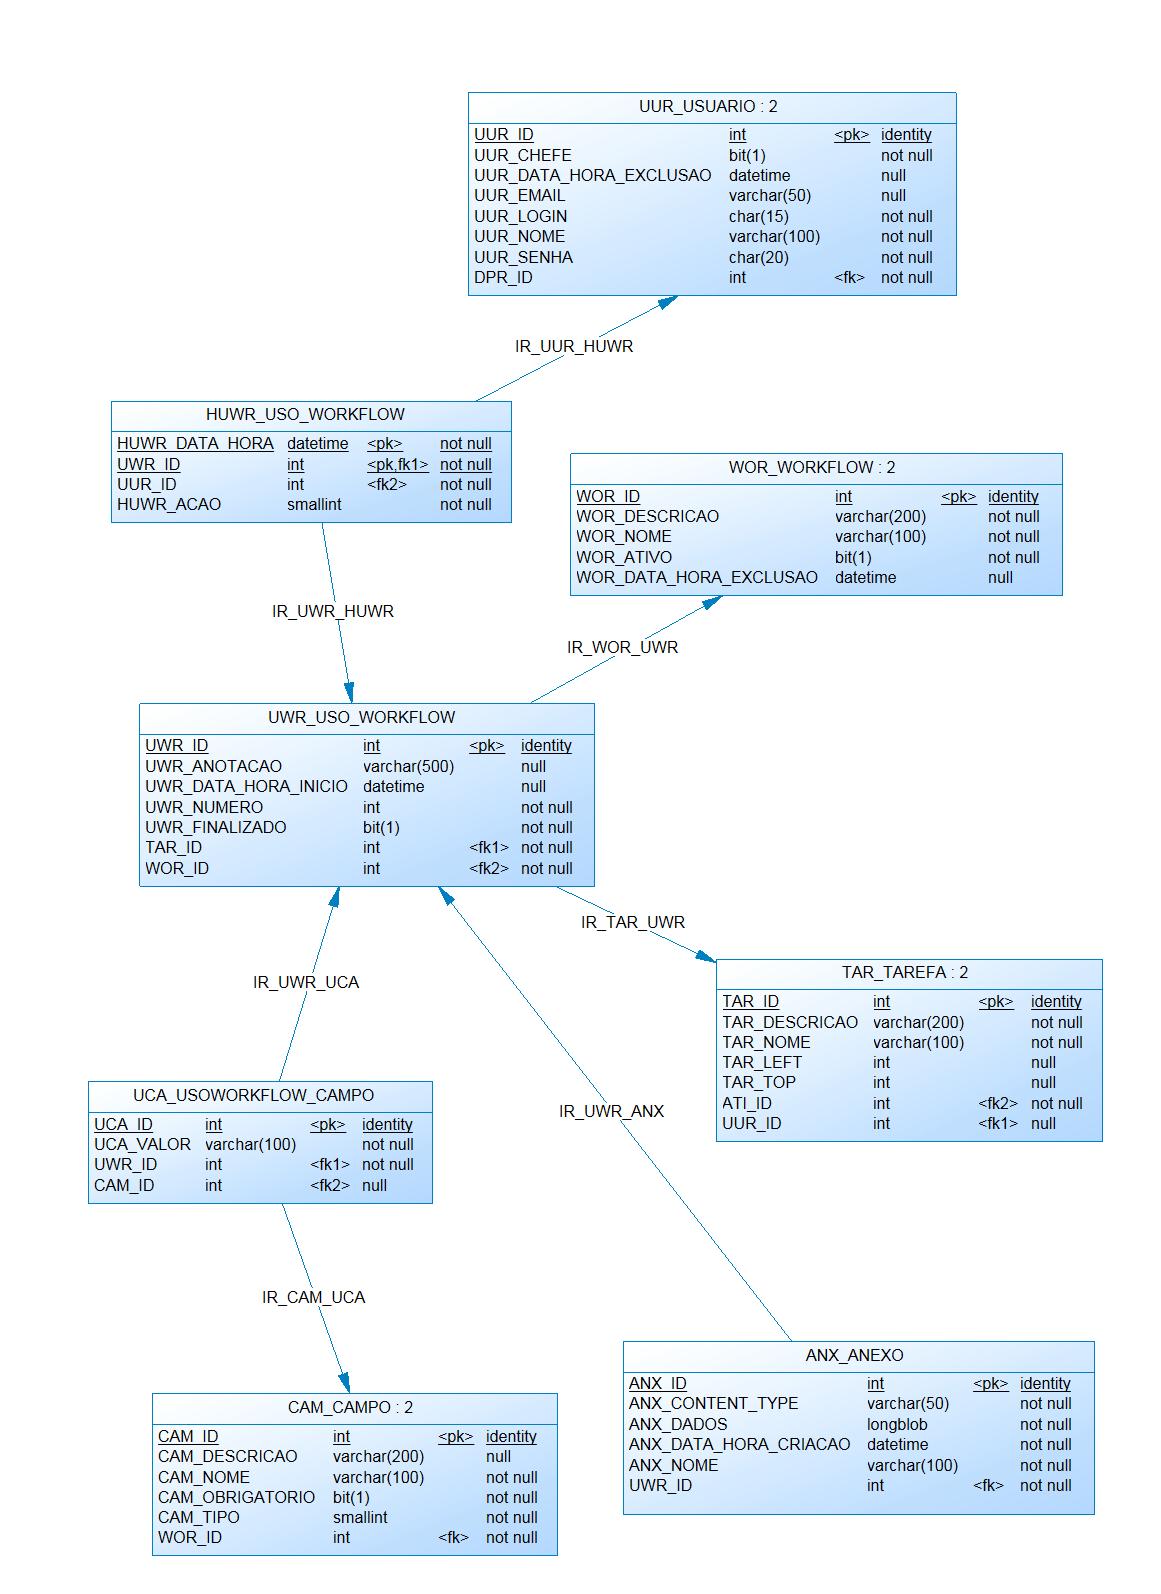 UUR_USUARIO : 2
UUR_ID int <pk> identity
UUR_CHEFE bit(1) not null
UUR_DATA_HORA_EXCLUSAO datetime null
UUR_EMAIL varchar(50) null
UUR_LOGIN char(15) not null
UUR_NOME varchar(100) not null
UUR_SENHA char(20) not null
DPR_ID int <fk> not null
IR_UUR_HUWR
HUWR_USO_WORKFLOW
HUWR_DATA_HORA datetime <pk> not null
UWR_ID int <pk,fk1> not null
UUR_ID int <fk2> not null
HUWR_ACAO smallint not null
WOR_WORKFLOW : 2
WOR_ID int <pk> identity
WOR_DESCRICAO varchar(200) not null
WOR_NOME varchar(100) not null
WOR_ATIVO bit(1) not null
WOR_DATA_HORA_EXCLUSAO datetime null
IR_UWR_HUWR
IR_WOR_UWR
UWR_USO_WORKFLOW
UWR_ID int <pk> identity
UWR_ANOTACAO varchar(500) null
UWR_DATA_HORA_INICIO datetime null
UWR_NUMERO int not null
UWR_FINALIZADO bit(1) not null
TAR_ID int <fk1> not null
WOR_ID int <fk2> not null
IR_TAR_UWR
IR_UWR_UCA
TAR_TAREFA : 2
TAR_ID int <pk> identity
TAR_DESCRICAO varchar(200) not null
TAR_NOME varchar(100) not null
TAR_LEFT int null
TAR_TOP int null
ATI_ID int <fk2> not null
UUR_ID int <fk1> null
IR_UWR_ANX
UCA_USOWORKFLOW_CAMPO
UCA_ID int <pk> identity
UCA_VALOR varchar(100) not null
UWR_ID int <fk1> not null
CAM_ID int <fk2> null
IR_CAM_UCA
ANX_ANEXO
ANX_ID int <pk> identity
ANX_CONTENT_TYPE varchar(50) not null
ANX_DADOS longblob not null
ANX_DATA_HORA_CRIACAO datetime not null
ANX_NOME varchar(100) not null
UWR_ID int <fk> not null
CAM_CAMPO : 2
CAM_ID int <pk> identity
CAM_DESCRICAO varchar(200) null
CAM_NOME varchar(100) not null
CAM_OBRIGATORIO bit(1) not null
CAM_TIPO smallint not null
WOR_ID int <fk> not null